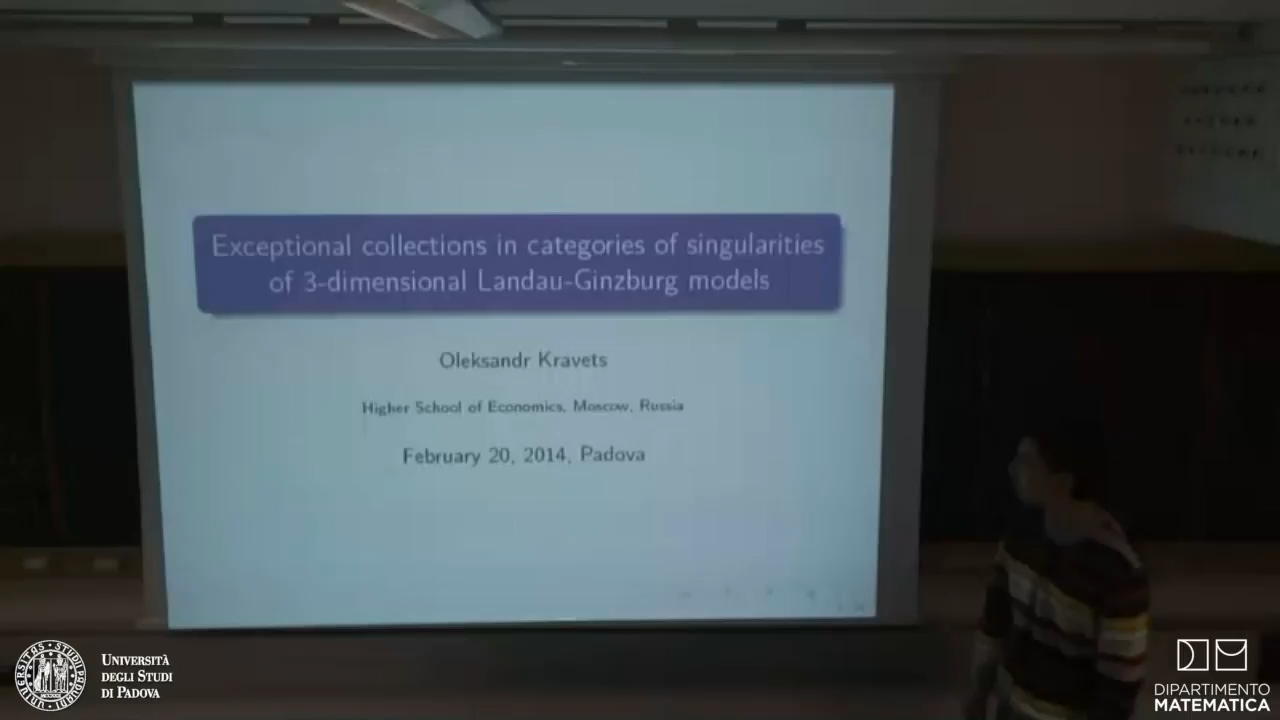 Exceptional collections in categories of singularities
of 3-dimensional Landau-Ginzburg models
Oleksandr Kravets
Higher School of Economics, Moscow, Russia
February 20, 2014, Padova
UNIVERSITÀ
DEGLI STUDI
DI PADOVA
DIPARTIMENTO
MATEMATICA